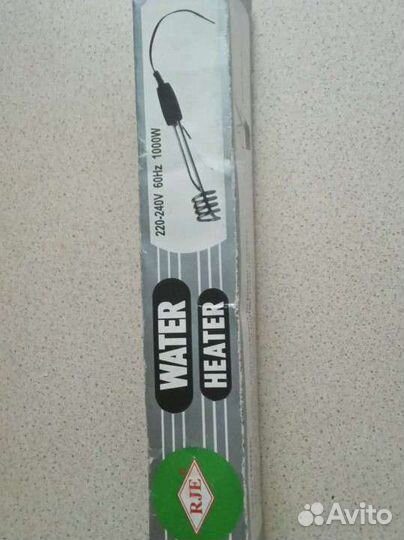 220-240V 60Hz 1000W
WATER
HEATER
RJE
Avito